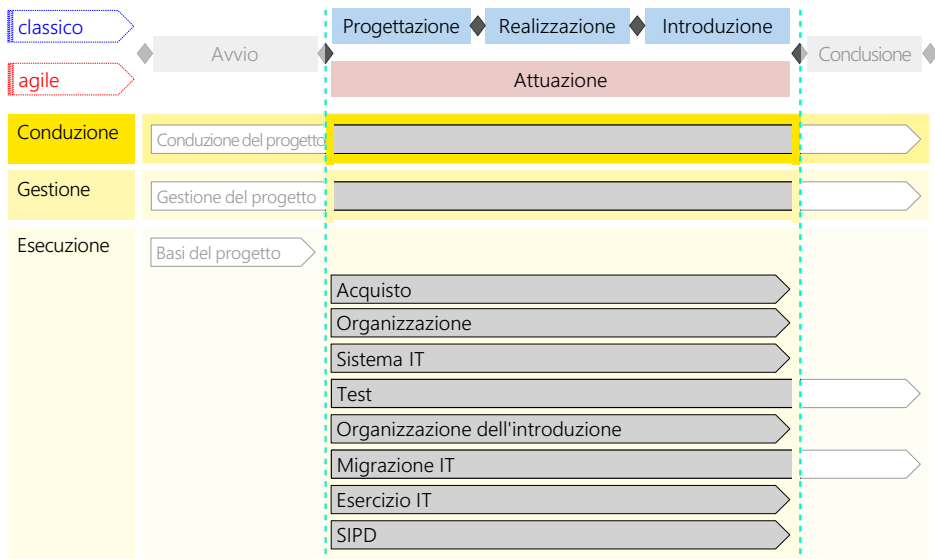 classico
Progettazione
Realizzazione
Introduzione
Avvio
Conclusione
agile
Attuazione
Conduzione
Conduzione del progetto
Gestione
Gestione del progetto
Esecuzione
Basi del progetto
Acquisto
Organizzazione
Sistema IT
Test
Organizzazione dell'introduzione
Migrazione IT
Esercizio IT
SIPD